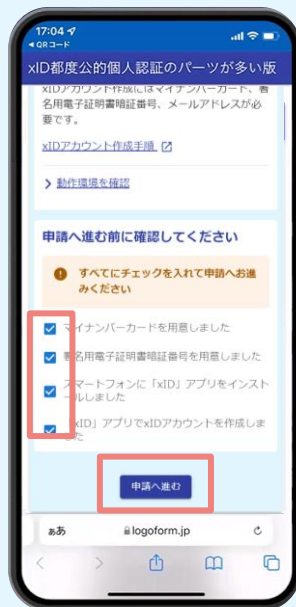 17:04
◀ QRコード
xID都度公的個人認証のパーツが多い版
xIDアカウント作成にはマイナンバーカード、署
名用電子証明書暗証番号、メールアドレスが必
要です。
xIDアカウント作成手順
動作環境を確認
申請へ進む前に確認してください
すべてにチェックを入れて申請へお進
みください
マイナンバーカードを用意しました
署名用電子証明書暗証番号を用意しました
スマートフォンに「xID」アプリをインスト
ールしました
「xID」アプリでxIDアカウントを作成しま
した
申請へ進む
ぁあ
logoform.jp